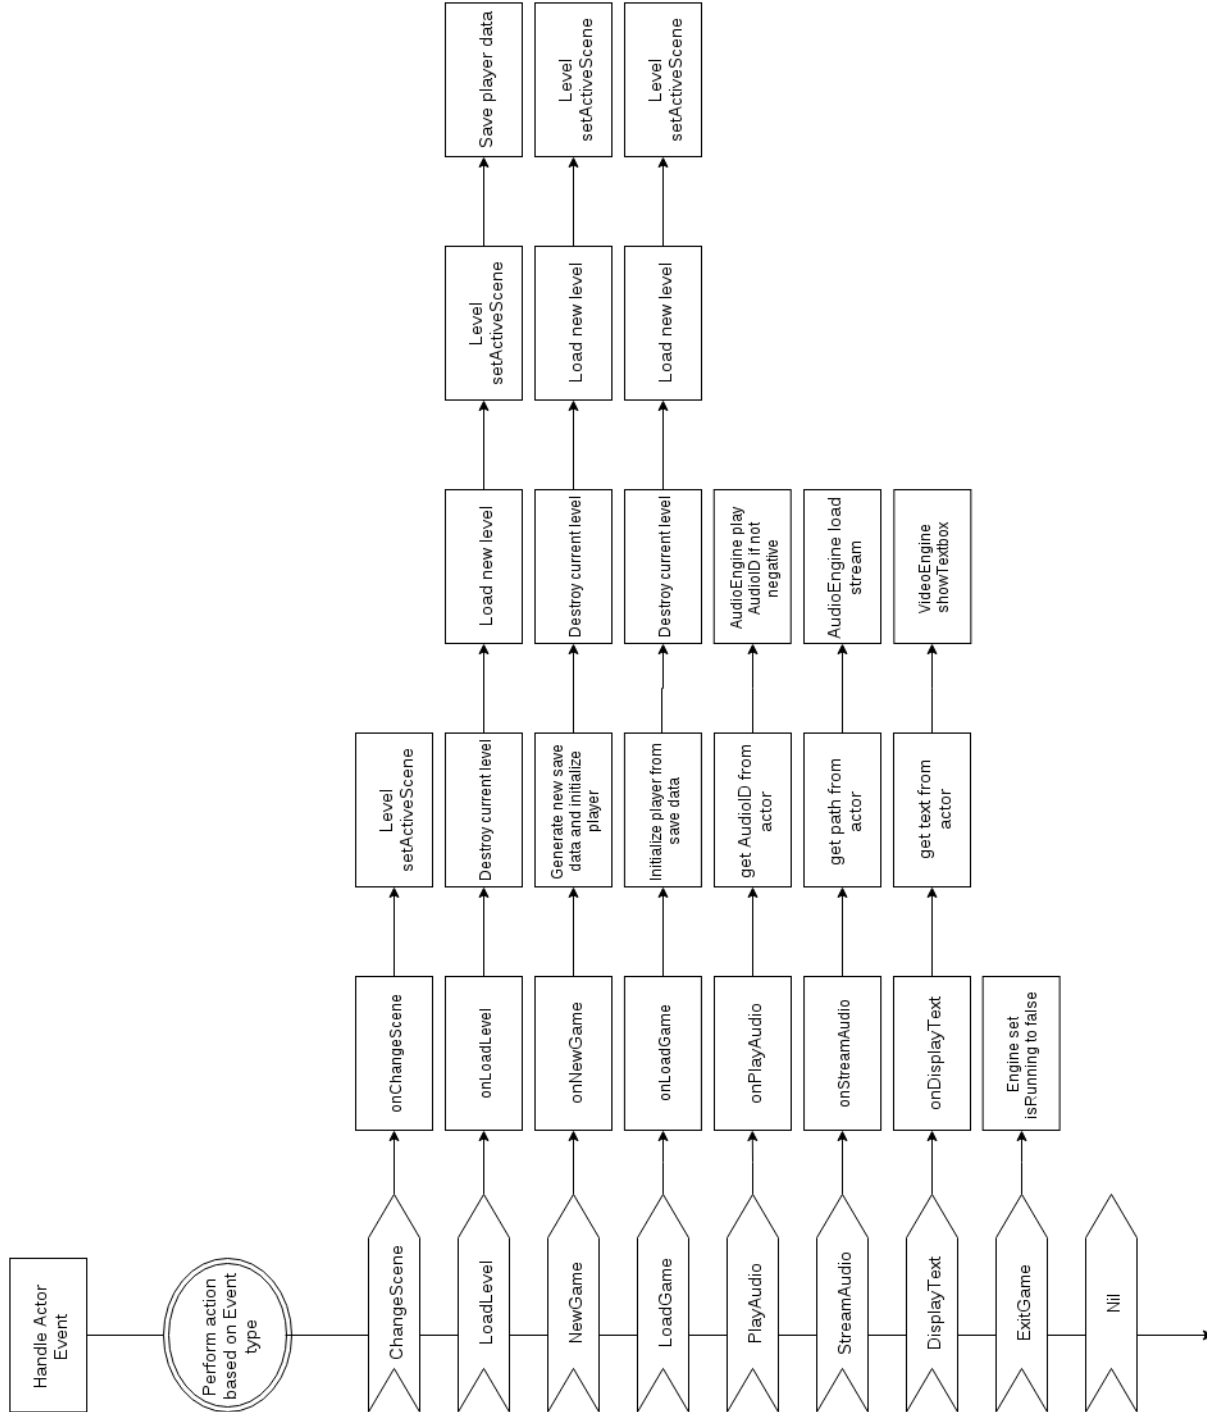 Handle Actor
Event
Perform action
based on Event
type
ChangeScene
onChangeScene
Level
setActiveScene
LoadLevel
onLoadLevel
Destroy current level
Load new level
Level
setActiveScene
Save player data
NewGame
onNewGame
Generate new save
data and initialize
player
Destroy current level
Load new level
Level
setActiveScene
LoadGame
onLoadGame
Initialize player from
save data
Destroy current level
Load new level
Level
setActiveScene
PlayAudio
onPlayAudio
get AudioID from
actor
AudioEngine play
AudioID if not
negative
StreamAudio
onStreamAudio
get path from
actor
AudioEngine load
stream
DisplayText
onDisplayText
get text from
actor
VideoEngine
showTextbox
ExitGame
Engine set
isRunning to false
Nil